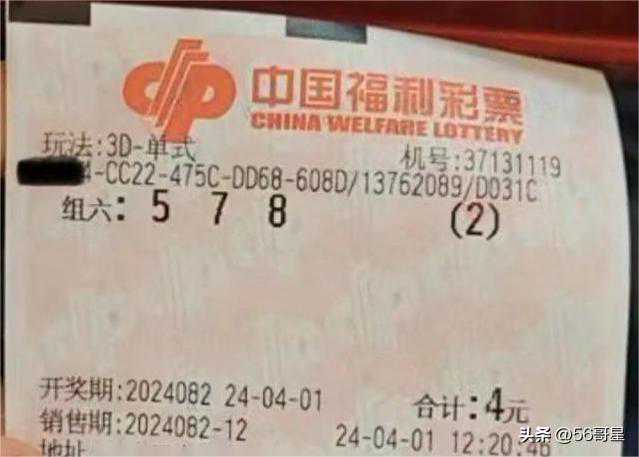 中国福利彩票
CHINA WELFARE LOTTERY
玩法:3D-单式 机号:37131119
4-CC22-475C-DD68-608D/13762089/D031C
组六: 5 7 8 (2)
开奖期:2024082 24-04-01 合计:4元
销售期:2024082-12 24-04-01 12:20:46
地址
头条 @56哥星